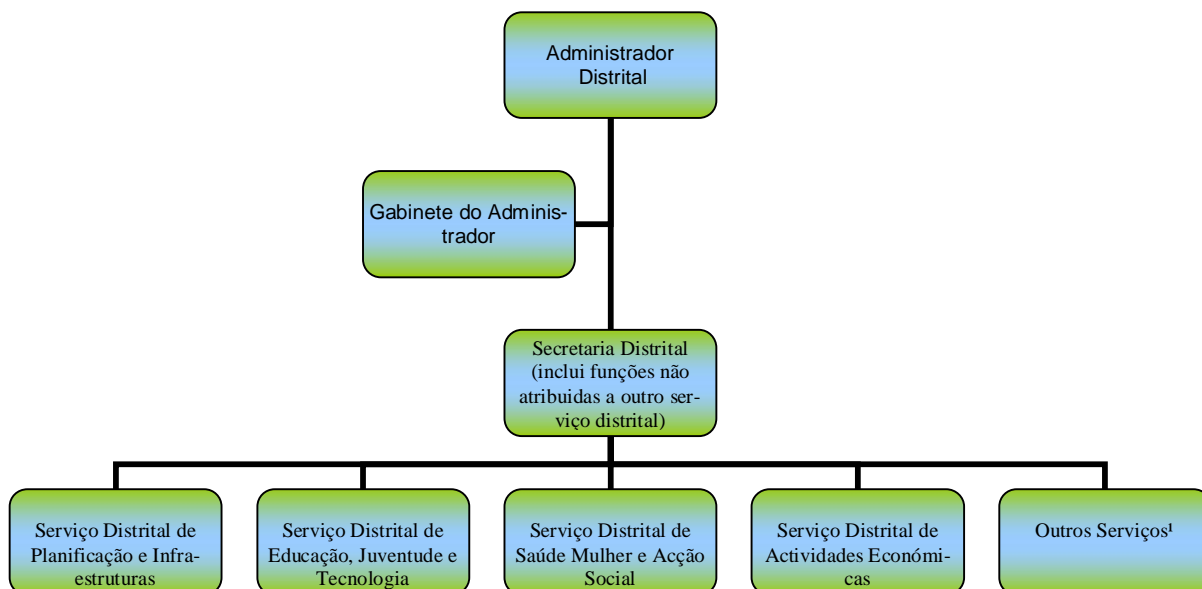 Administrador
Distrital
Gabinete do Adminis-
trador
Secretaria Distrital
(inclui funções não
atribuidas a outro ser-
viço distrital)
Serviço Distrital de
Planificação e Infra-
estruturas
Serviço Distrital de
Educação, Juventude e
Tecnologia
Serviço Distrital de
Saúde Mulher e Acção
Social
Serviço Distrital de
Actividades Económi-
cas
Outros Serviços¹